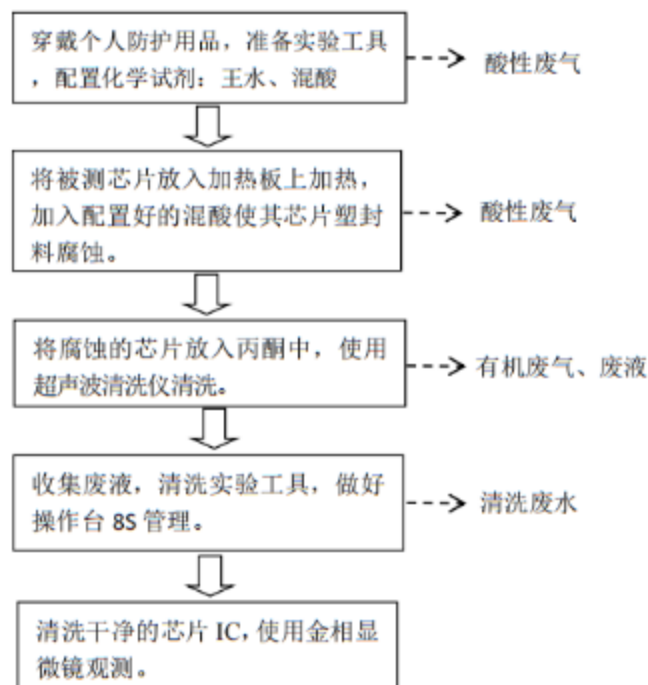 穿戴个人防护用品，准备实验工具
，配置化学试剂：王水、混酸
酸性废气
将被测芯片放入加热板上加热，
加入配置好的混酸使其芯片塑封
料腐蚀。
酸性废气
将腐蚀的芯片放入丙酮中，使用
超声波清洗仪清洗。
有机废气、废液
收集废液，清洗实验工具，做好
操作台 8S 管理。
清洗废水
清洗干净的芯片 IC，使用金相显
微镜观测。